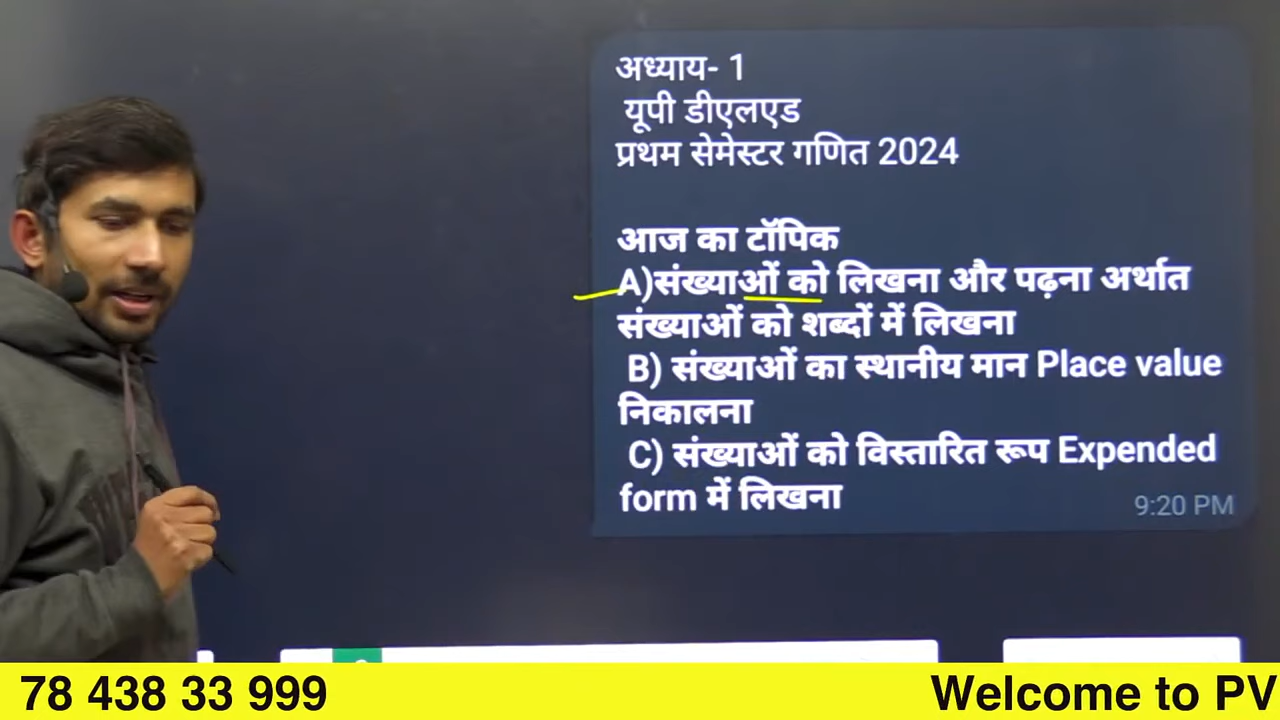 अध्याय- 1
यूपी डीएलएड
प्रथम सेमेस्टर गणित 2024
आज का टॉपिक
A)संख्याओं को लिखना और पढ़ना अर्थात
संख्याओं को शब्दों में लिखना
B) संख्याओं का स्थानीय मान Place value
निकालना
C) संख्याओं को विस्तारित रूप Expended
form में लिखना
9:20 PM
78 438 33 999
Welcome to PV